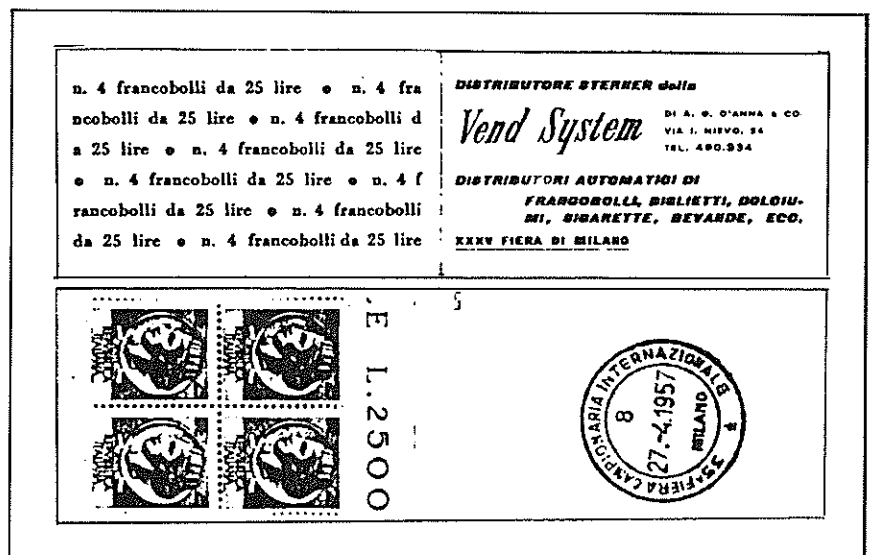 n. 4 francobolli da 25 lire • n. 4 fra
ncobolli da 25 lire • n. 4 francobolli d
a 25 lire • n. 4 francobolli da 25 lire
• n. 4 francobolli da 25 lire • n. 4 f
rancobolli da 25 lire • n. 4 francobolli
da 25 lire • n. 4 francobolli da 25 lire
DISTRIBUTORE STERNER della
Vend System
DI A. G. D'ANNA & CO.
VIA I. NIEVO, 24
TEL. 490.934
DISTRIBUTORI AUTOMATICI DI
FRANCOBOLLI, BIGLIETTI, DOLCIU-
MI, SIGARETTE, BEVANDE, ECC.
XXXV FIERA DI MILANO
E L.2500
5
35ª FIERA CAMPIONARIA INTERNAZIONALE *
8
27.-4.1957
MILANO